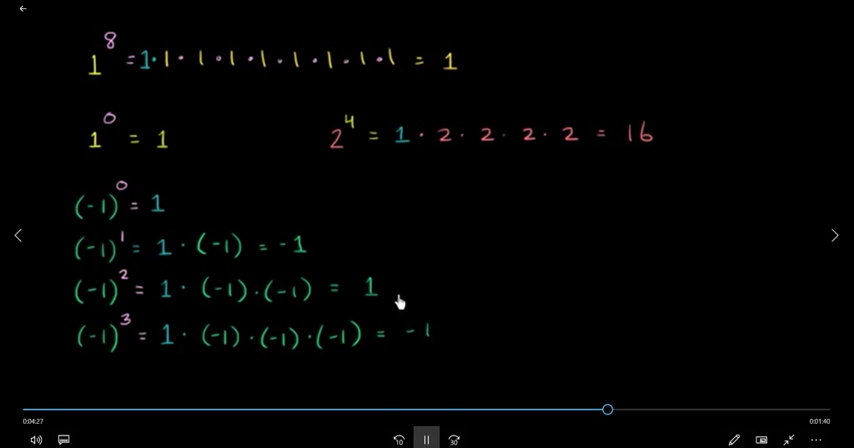 1^8 = 1·1·1·1·1·1·1·1·1 = 1
1^0 = 1    2^4 = 1·2·2·2·2 = 16
(-1)^0 = 1
(-1)^1 = 1·(-1) = -1
(-1)^2 = 1·(-1)·(-1) = 1
(-1)^3 = 1·(-1)·(-1)·(-1) = -1
0:04:27    0:01:40
10    30